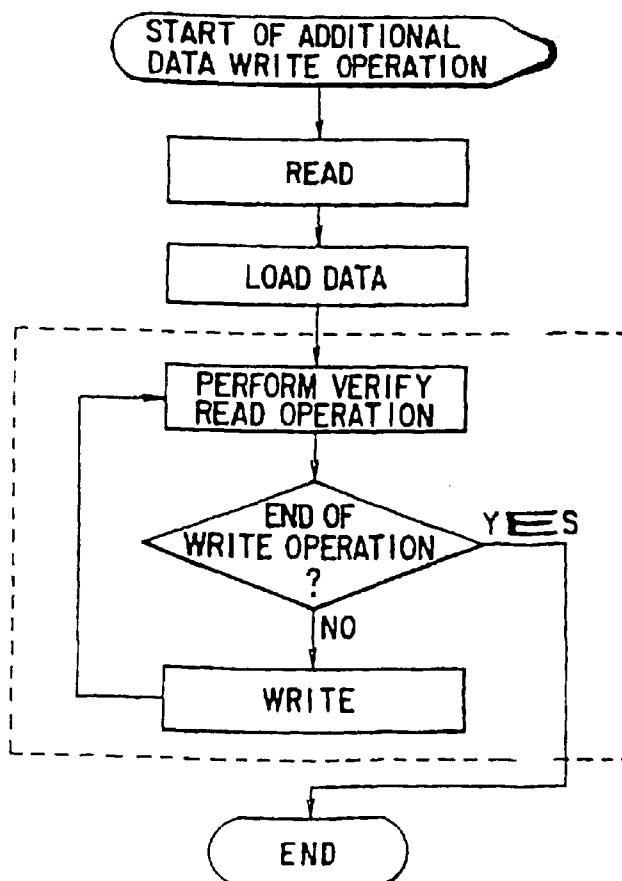 START OF ADDITIONAL
DATA WRITE OPERATION
READ
LOAD DATA
PERFORM VERIFY
READ OPERATION
END OF
WRITE OPERATION
?
YES
NO
WRITE
END